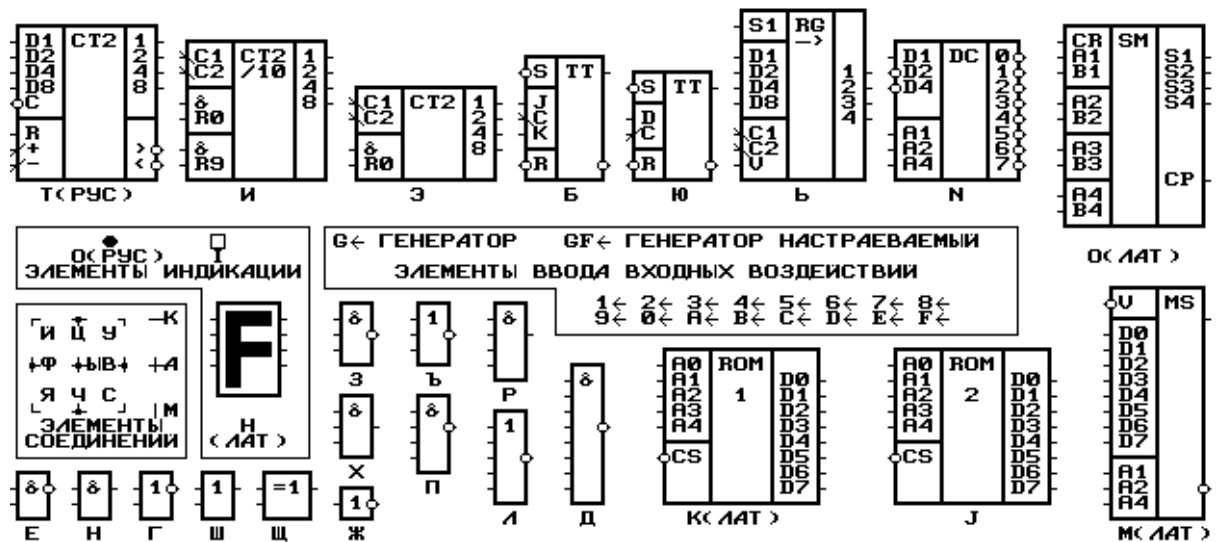 D1 CT2 1
D2 2
D4 4
D8 8
C
R
+ >
- <
Т(РУС)
C1 CT2 1
C2 /10 2
4
8
&
R0
&
R9
И
C1 CT2 1
C2 2
4
& 8
R0
Э
S TT
J
C
K
R
Б
S TT
D
C
R
Ю
S1 RG
–>
D1
D2 1
D4 2
D8 3
4
C1
C2
V
Ь
D1 DC 0
D2 1
D4 2
3
4
A1 5
A2 6
A4 7
N
CR SM
A1 S1
B1 S2
S3
A2 S4
B2
A3
B3
CP
A4
B4
O(ЛАТ)
О(РУС) I
ЭЛЕМЕНТЫ ИНДИКАЦИИ
G← ГЕНЕРАТОР GF← ГЕНЕРАТОР НАСТРАЕВАЕМЫЙ
ЭЛЕМЕНТЫ ВВОДА ВХОДНЫХ ВОЗДЕЙСТВИЙ
1← 2← 3← 4← 5← 6← 7← 8←
9← 0← A← B← C← D← E← F←
И Ц У К
Ф ЫВ А
Я Ч С М
ЭЛЕМЕНТЫ
СОЕДИНЕНИЙ
F
H
(ЛАТ)
&
З
1
Ъ
&
Р
&
Х
&
П
1
Л
&
Д
A0 ROM
A1 D0
A2 1 D1
A3 D2
A4 D3
D4
CS D5
D6
D7
K(ЛАТ)
A0 ROM
A1 D0
A2 2 D1
A3 D2
A4 D3
D4
CS D5
D6
D7
J
V MS
D0
D1
D2
D3
D4
D5
D6
D7
A1
A2
A4
M(ЛАТ)
&
Е
&
Н
1
Г
1
Ш
=1
Щ
1
Ж